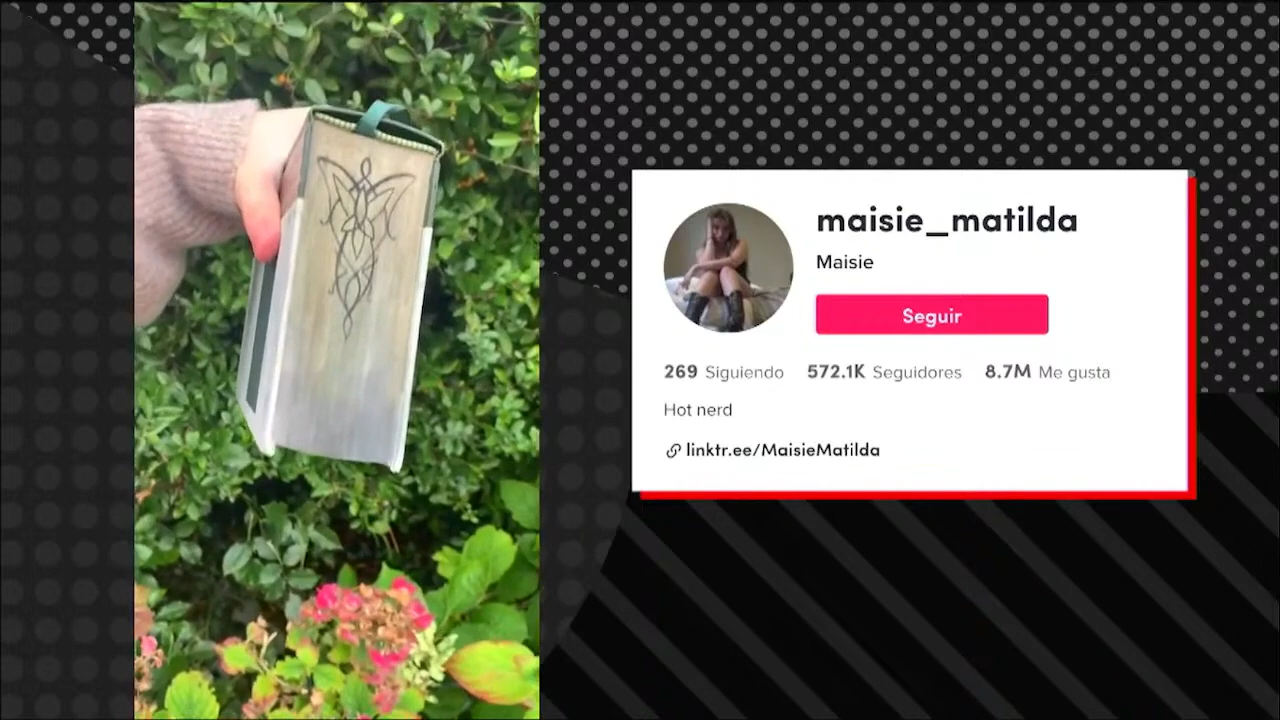 maisie_matilda
Maisie
Seguir
269 Siguiendo 572.1K Seguidores 8.7M Me gusta
Hot nerd
linktr.ee/MaisieMatilda